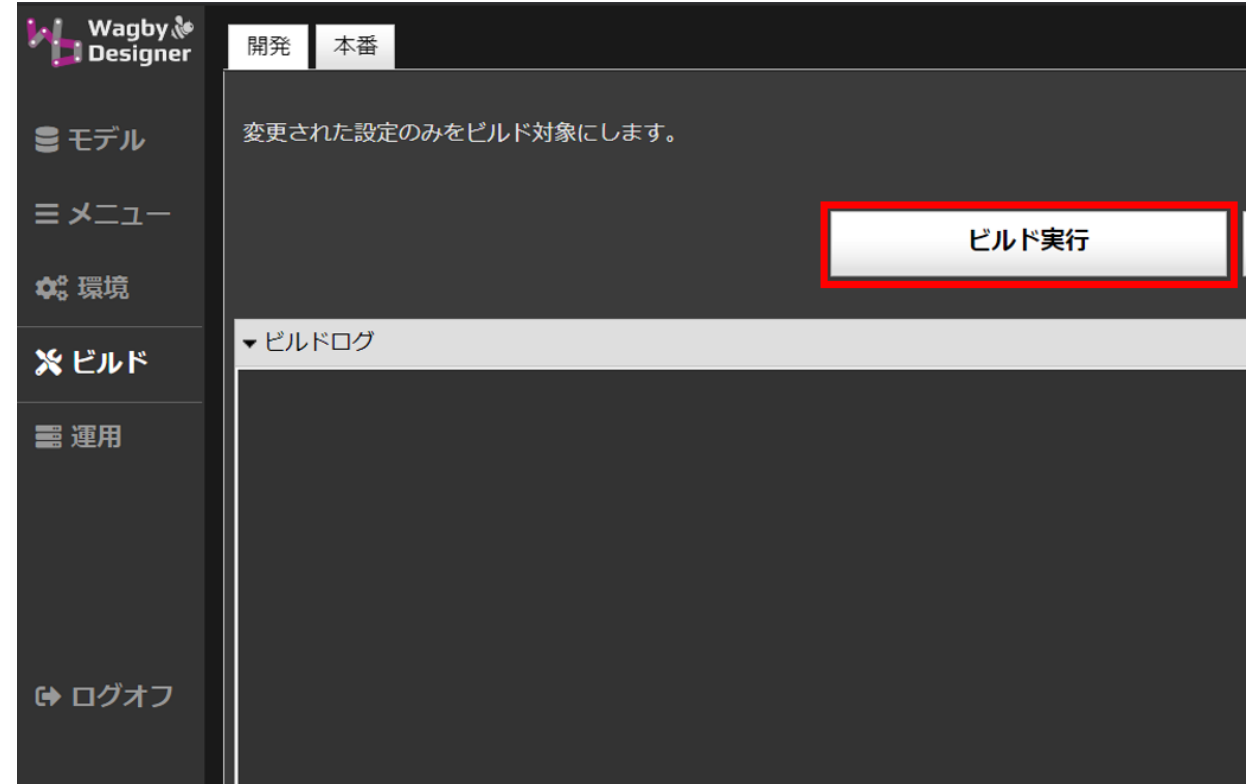 Wagby
Designer
開発
本番
モデル
メニュー
環境
ビルド
運用
ログオフ
変更された設定のみをビルド対象にします。
ビルド実行
ビルドログ